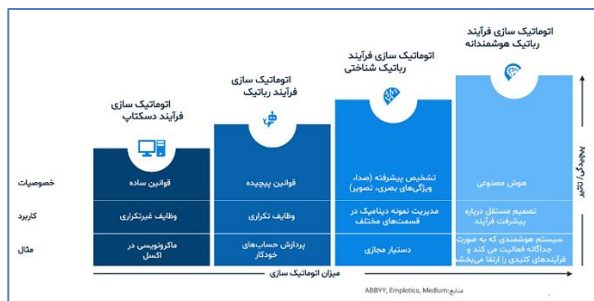 اتوماتیک سازی فرآیند
رباتیک هوشمندانه
اتوماتیک سازی فرآیند
رباتیک شناختی
اتوماتیک سازی
فرآیند رباتیک
اتوماتیک سازی
فرآیند دسکتاپ
خصوصیات
قوانین ساده
قوانین پیچیده
تشخیص پیشرفته (صدا،
ویژگی‌های بصری، تصویر)
هوش مصنوعی
کاربرد
وظایف غیرتکراری
وظایف تکراری
مدیریت نمونه دینامیک در
قسمت‌های مختلف
تصمیم مستقل درباره
پیشرفت فرآیند
مثال
ماکرونویسی در
اکسل
پردازش حساب‌های
خودکار
دستیار مجازی
سیستم هوشمندی که به صورت
جداگانه فعالیت می کند و
فرآیندهای کلیدی را ارتقا می‌بخشد
پیچیدگی/ تاثیر
میزان اتوماتیک سازی
منابع:ABBYY, Emplotics, Medium